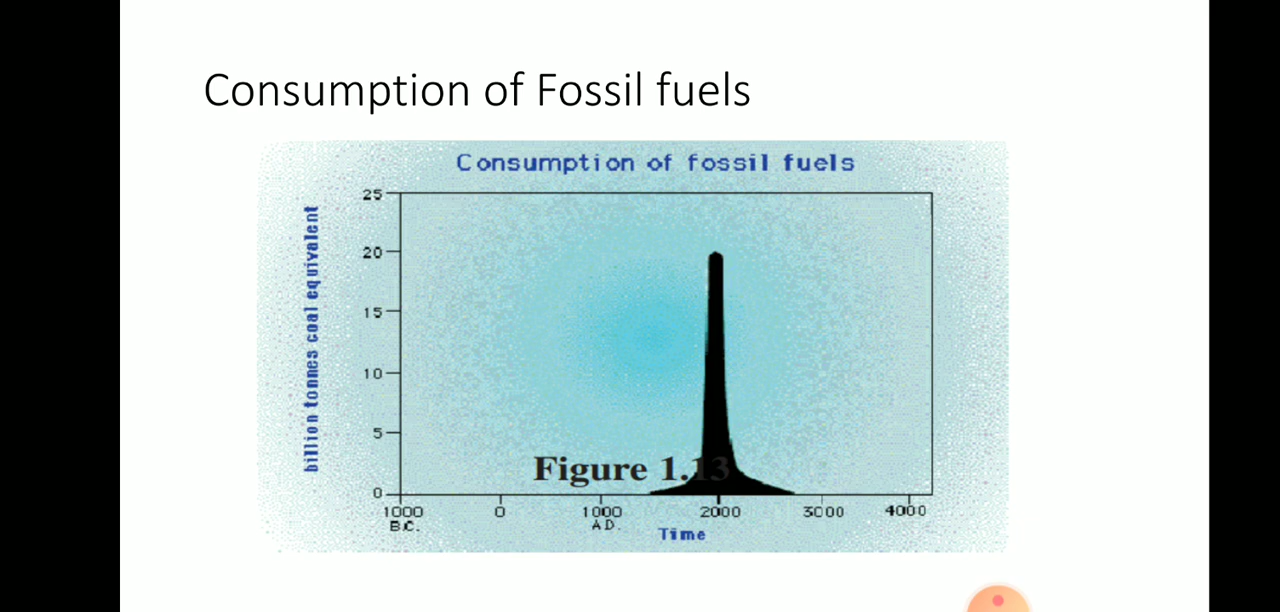 Consumption of Fossil fuels
Consumption of fossil fuels
billion tonnes coal equivalent
25
20
15
10
5
0
Figure 1.13
1000 0 1000 2000 3000 4000
B.C. A.D.
Time